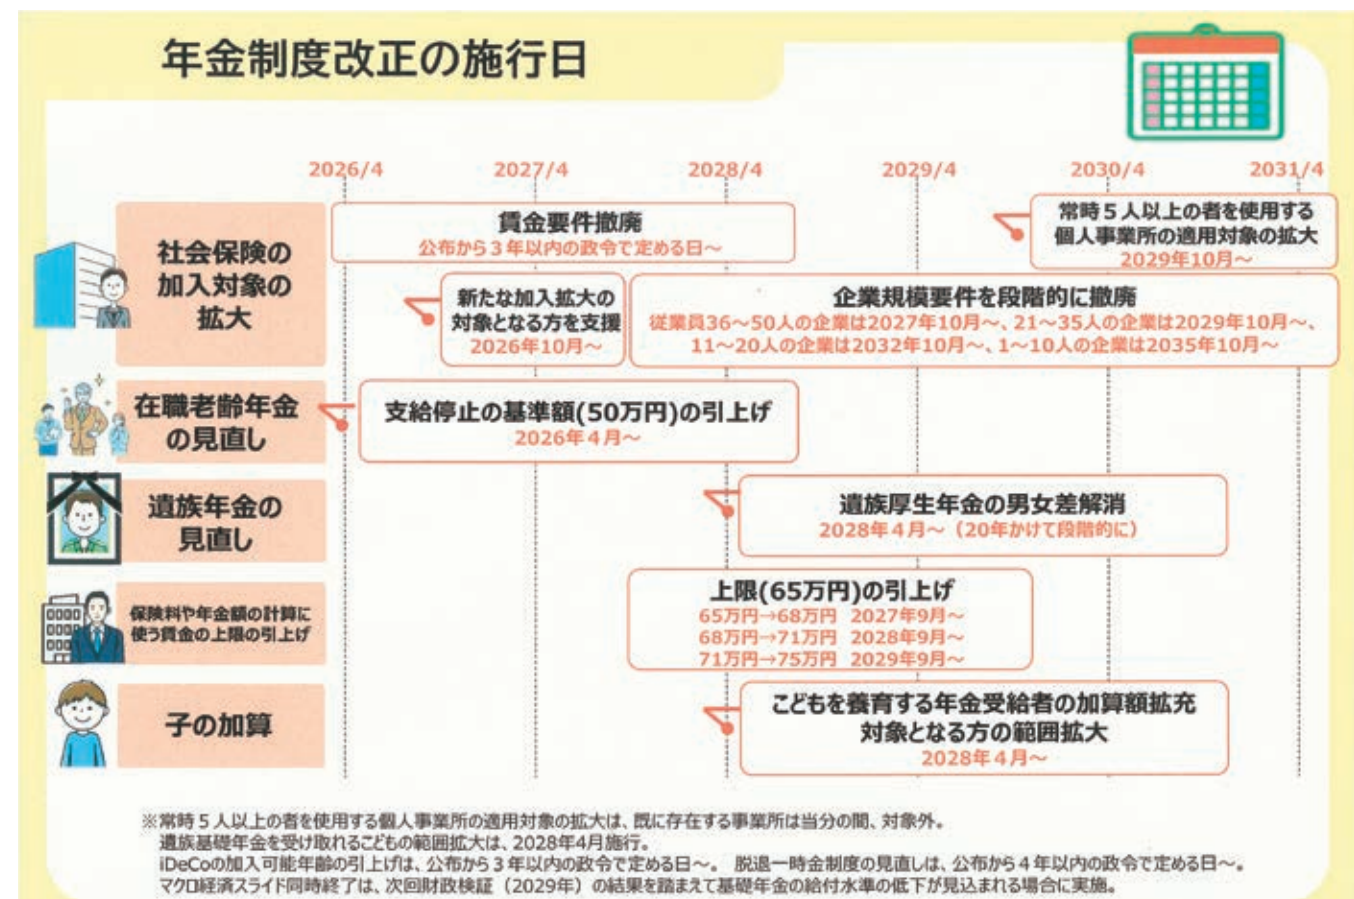 年金制度改正の施行日
2026/4 2027/4 2028/4 2029/4 2030/4 2031/4
社会保険の
加入対象の
拡大
賃金要件撤廃
公布から3年以内の政令で定める日～
常時５人以上の者を使用する
個人事業所の適用対象の拡大
2029年10月～
新たな加入拡大の
対象となる方を支援
2026年10月～
企業規模要件を段階的に撤廃
従業員36～50人の企業は2027年10月～、21～35人の企業は2029年10月～、
11～20人の企業は2032年10月～、1～10人の企業は2035年10月～
在職老齢年金
の見直し
支給停止の基準額(50万円)の引上げ
2026年４月～
遺族年金の
見直し
遺族厚生年金の男女差解消
2028年４月～（20年かけて段階的に）
保険料や年金額の計算に
使う賃金の上限の引上げ
上限(65万円)の引上げ
65万円→68万円 2027年9月～
68万円→71万円 2028年9月～
71万円→75万円 2029年9月～
子の加算
こどもを養育する年金受給者の加算額拡充
対象となる方の範囲拡大
2028年４月～
※常時５人以上の者を使用する個人事業所の適用対象の拡大は、既に存在する事業所は当分の間、対象外。
遺族基礎年金を受け取れるこどもの範囲拡大は、2028年4月施行。
iDeCoの加入可能年齢の引上げは、公布から３年以内の政令で定める日～。 脱退一時金制度の見直しは、公布から４年以内の政令で定める日～。
マクロ経済スライド同時終了は、次回財政検証（2029年）の結果を踏まえて基礎年金の給付水準の低下が見込まれる場合に実施。